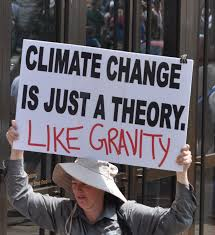 CLIMATE CHANGE
IS JUST A THEORY.
LIKE GRAVITY